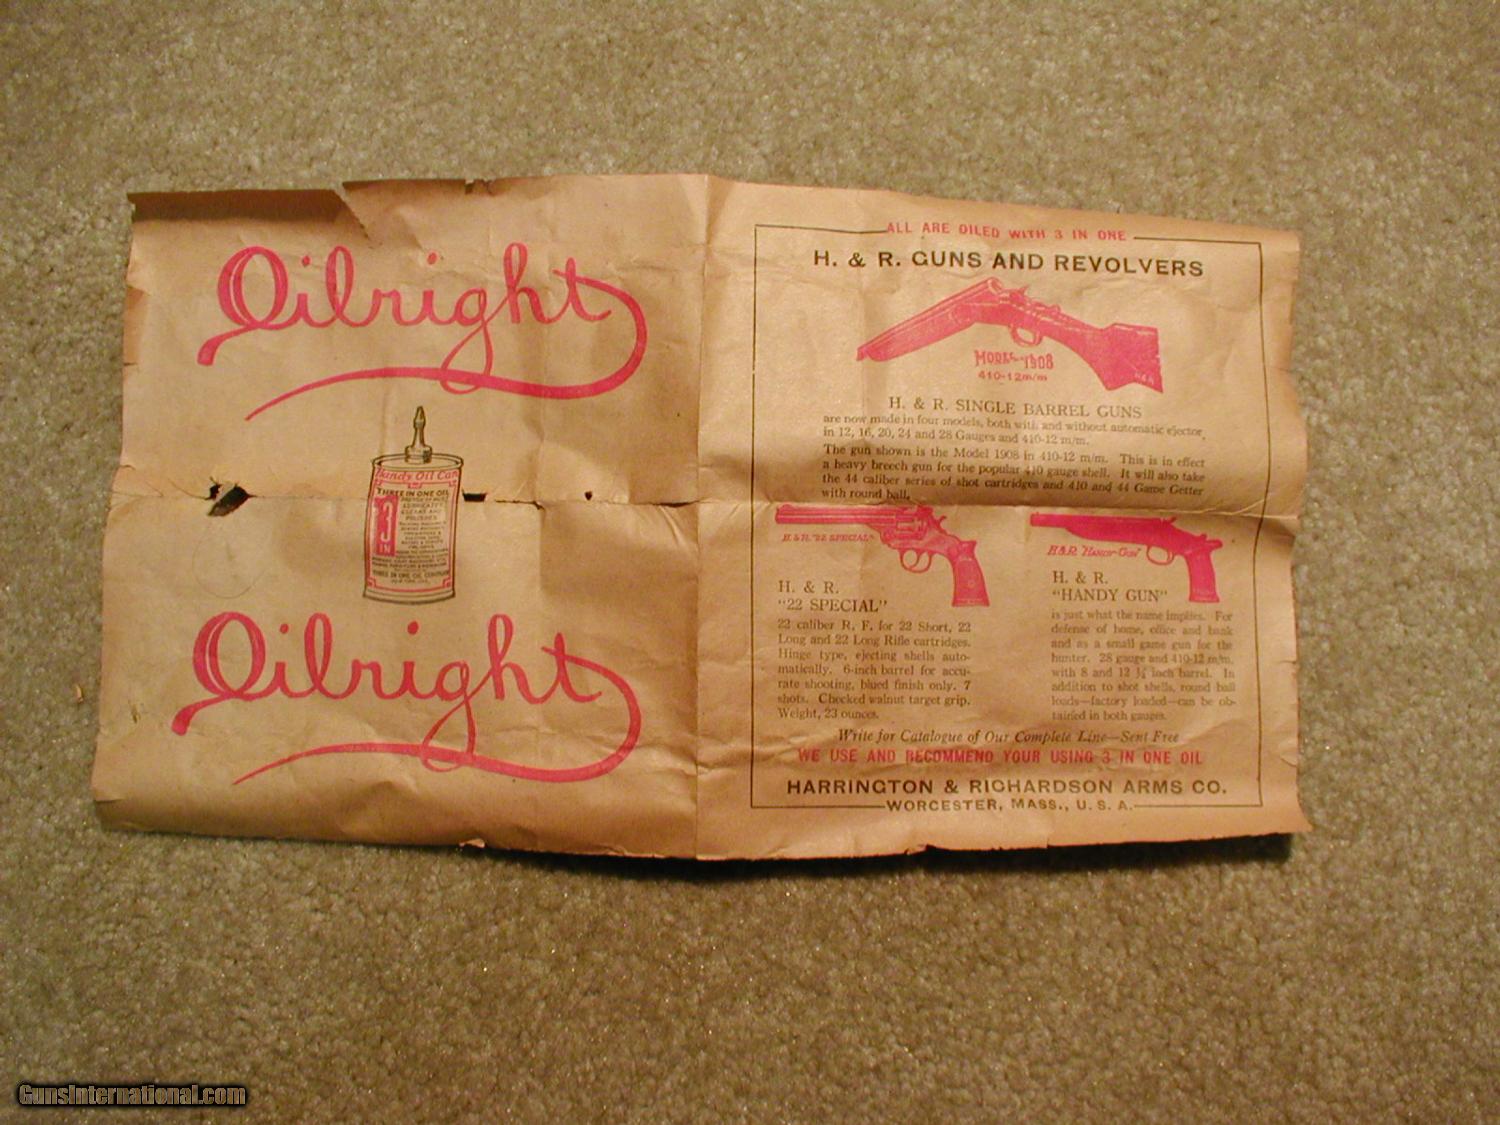 Oilright
Handy Oil Can
THREE IN ONE OIL
LUBRICATES
CLEANS AND
POLISHES
3
IN
THREE IN ONE OIL COMPANY
Oilright
ALL ARE OILED WITH 3 IN ONE
H. & R. GUNS AND REVOLVERS
MODEL-1908
410-12m/m
H. & R. SINGLE BARREL GUNS
are now made in four models, both with and without automatic ejector,
in 12, 16, 20, 24 and 28 Gauges and 410-12 m/m.
The gun shown is the Model 1908 in 410-12 m/m. This is in effect
a heavy breech gun for the popular 410 gauge shell. It will also take
the 44 caliber series of shot cartridges and 410 and 44 Game Getter
with round ball.
H & R. "22 SPECIAL"
H. & R.
"22 SPECIAL"
22 caliber R. F. for 22 Short, 22
Long and 22 Long Rifle cartridges.
Hinge type, ejecting shells auto-
matically. 6-inch barrel for accu-
rate shooting, blued finish only. 7
shots. Checked walnut target grip.
Weight, 23 ounces.
H&R. "HANDY-GUN"
H. & R.
"HANDY GUN"
is just what the name implies. For
defense of home, office and bank
and as a small game gun for the
hunter. 28 gauge and 410-12 m/m.
with 8 and 12 ¼ inch barrel. In
addition to shot shells, round ball
loads—factory loaded—can be ob-
tained in both gauges.
Write for Catalogue of Our Complete Line—Sent Free
WE USE AND RECOMMEND YOUR USING 3 IN ONE OIL
HARRINGTON & RICHARDSON ARMS CO.
WORCESTER, MASS., U. S. A.
GunsInternational.com